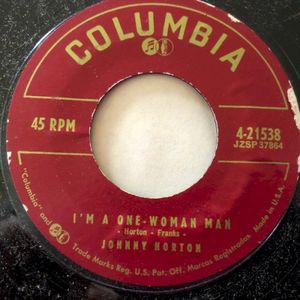 COLUMBIA
45 RPM
4-21538
JZSP 37864
I'M A ONE-WOMAN MAN
- Horton - Franks -
JOHNNY HORTON
"Columbia" Trade Marks Reg. U.S. Pat. Off. Marcas Registradas Made in U.S.A.